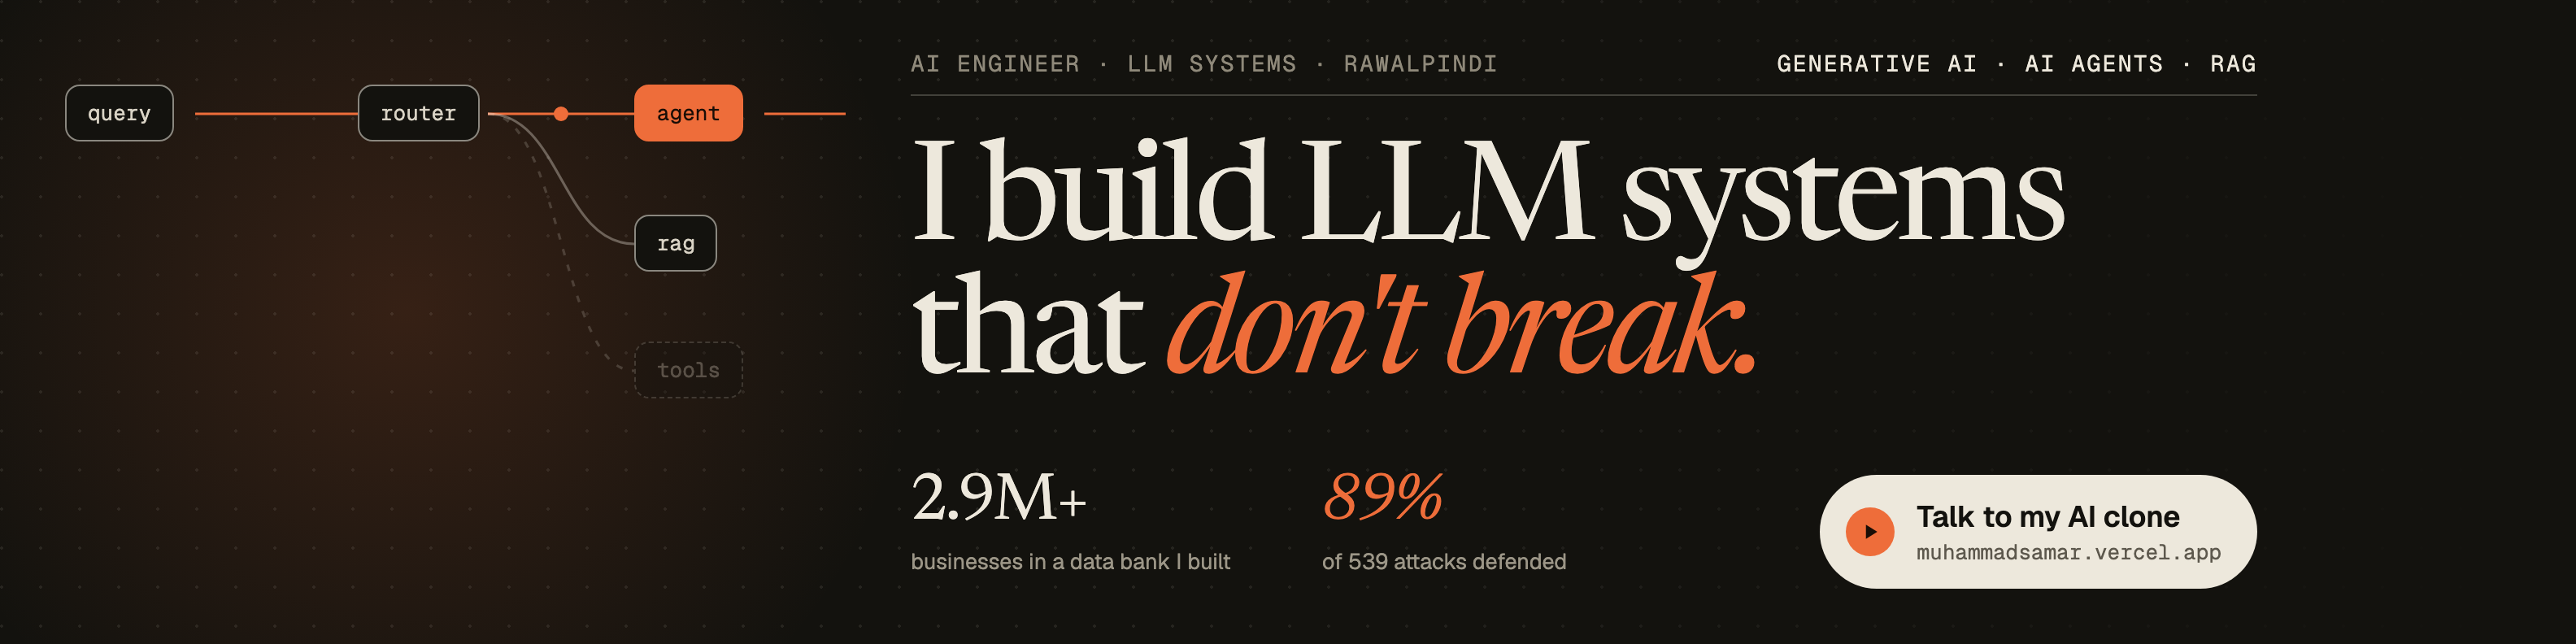 query
router
agent
rag
tools
AI ENGINEER · LLM SYSTEMS · RAWALPINDI
GENERATIVE AI · AI AGENTS · RAG
I build LLM systems
that don't break.
2.9M+
businesses in a data bank I built
89%
of 539 attacks defended
Talk to my AI clone
muhammadsamar.vercel.app